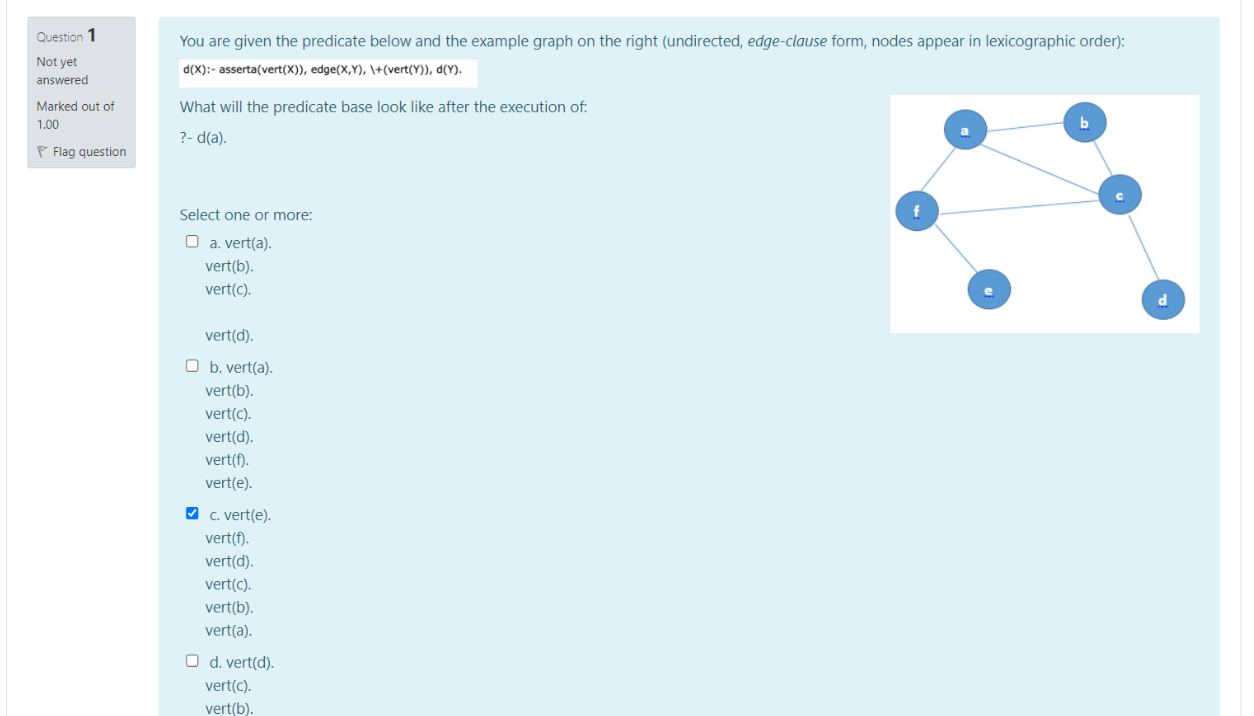 Question 1
Not yet
answered
Marked out of
1.00
Flag question
You are given the predicate below and the example graph on the right (undirected, edge-clause form, nodes appear in lexicographic order):
d(X):- asserta(vert(X)), edge(X,Y), \+(vert(Y)), d(Y).
What will the predicate base look like after the execution of:
?- d(a).
a
b
c
f
e
d
Select one or more:
a. vert(a).
vert(b).
vert(c).
vert(d).
b. vert(a).
vert(b).
vert(c).
vert(d).
vert(f).
vert(e).
c. vert(e).
vert(f).
vert(d).
vert(c).
vert(b).
vert(a).
d. vert(d).
vert(c).
vert(b).